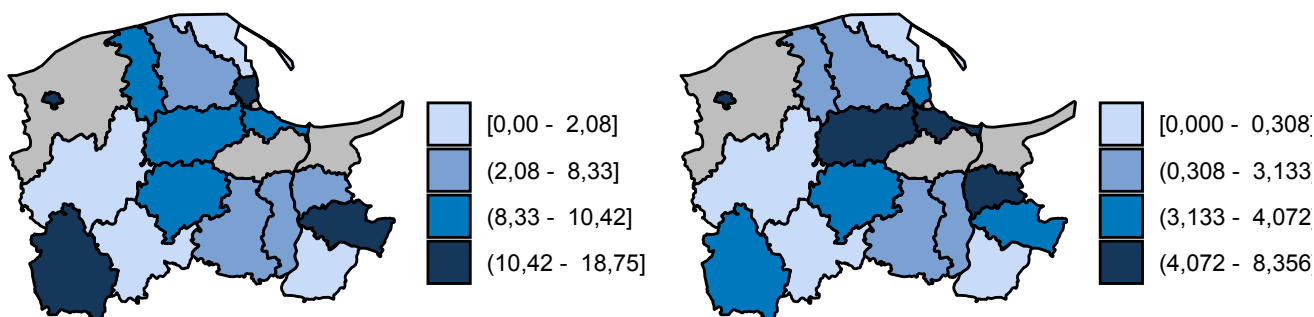 [0,00 - 2,08]
(2,08 - 8,33]
(8,33 - 10,42]
(10,42 - 18,75]
[0,000 - 0,308]
(0,308 - 3,133]
(3,133 - 4,072]
(4,072 - 8,356]